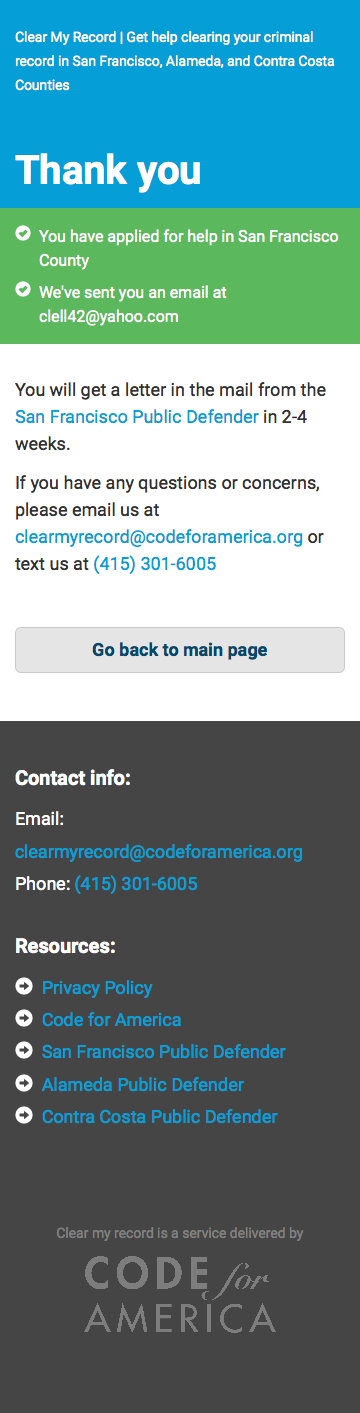 Clear My Record | Get help clearing your criminal
record in San Francisco, Alameda, and Contra Costa
Counties
Thank you
You have applied for help in San Francisco
County
We've sent you an email at
clell42@yahoo.com
You will get a letter in the mail from the
San Francisco Public Defender in 2-4
weeks.
If you have any questions or concerns,
please email us at
clearmyrecord@codeforamerica.org or
text us at (415) 301-6005
Go back to main page
Contact info:
Email:
clearmyrecord@codeforamerica.org
Phone: (415) 301-6005
Resources:
Privacy Policy
Code for America
San Francisco Public Defender
Alameda Public Defender
Contra Costa Public Defender
Clear my record is a service delivered by
CODE for
AMERICA